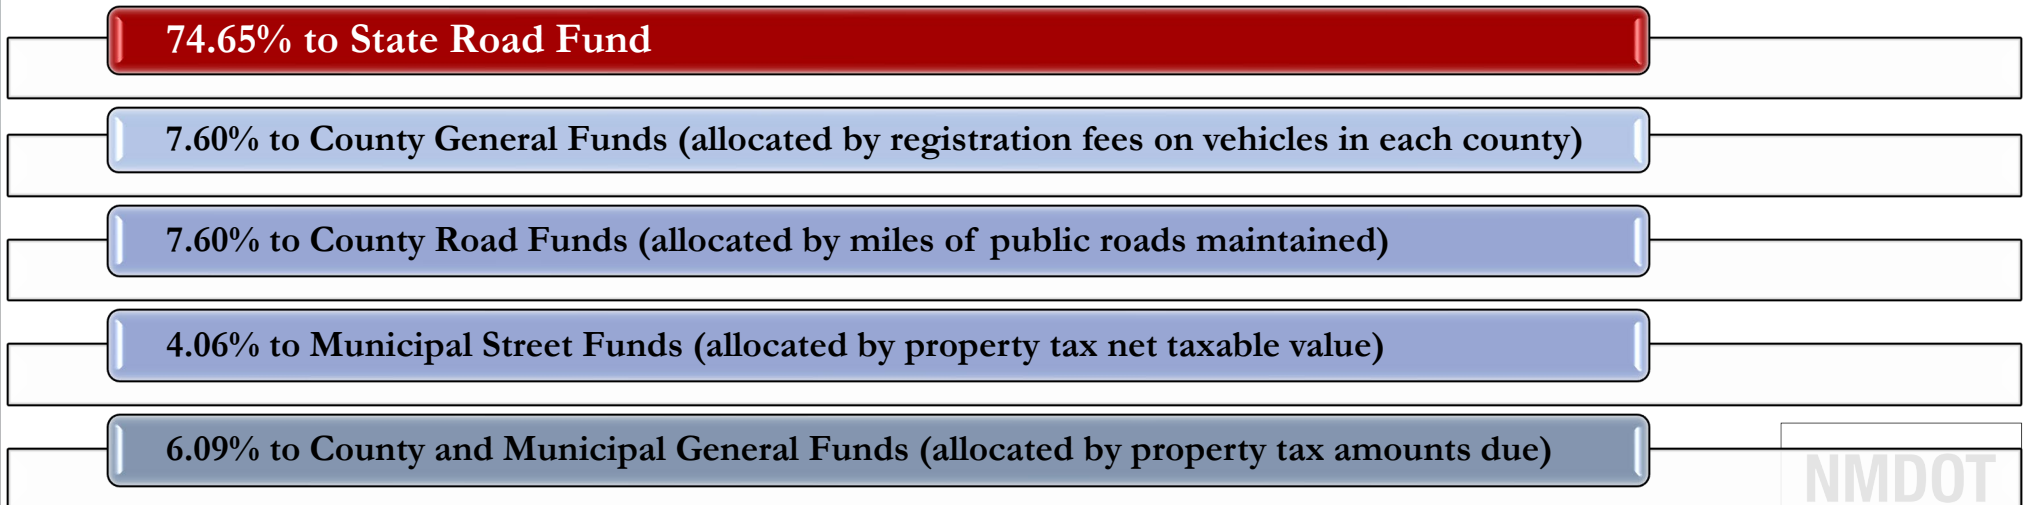 74.65% to State Road Fund
7.60% to County General Funds (allocated by registration fees on vehicles in each county)
7.60% to County Road Funds (allocated by miles of public roads maintained)
4.06% to Municipal Street Funds (allocated by property tax net taxable value)
6.09% to County and Municipal General Funds (allocated by property tax amounts due)
NMDOT